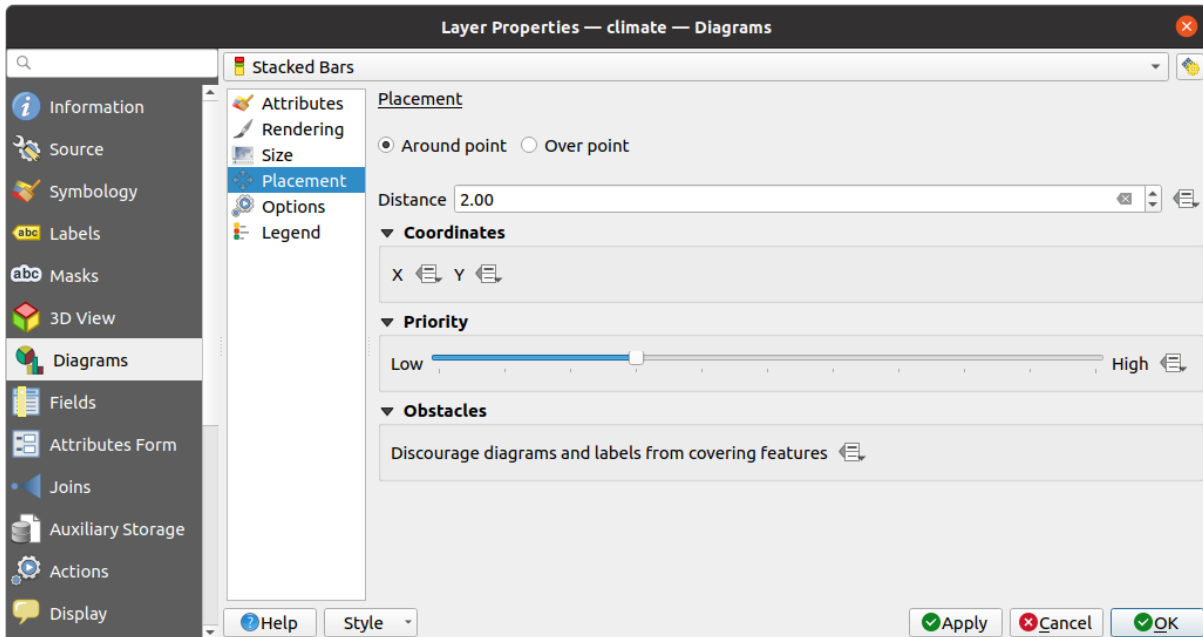 Layer Properties — climate — Diagrams
Stacked Bars
Information
Source
Symbology
abc Labels
abc Masks
3D View
Diagrams
Fields
Attributes Form
Joins
Auxiliary Storage
Actions
Display
Attributes
Rendering
Size
Placement
Options
Legend
Placement
Around point Over point
Distance 2.00
Coordinates
X Y
Priority
Low High
Obstacles
Discourage diagrams and labels from covering features
Help Style Apply Cancel OK